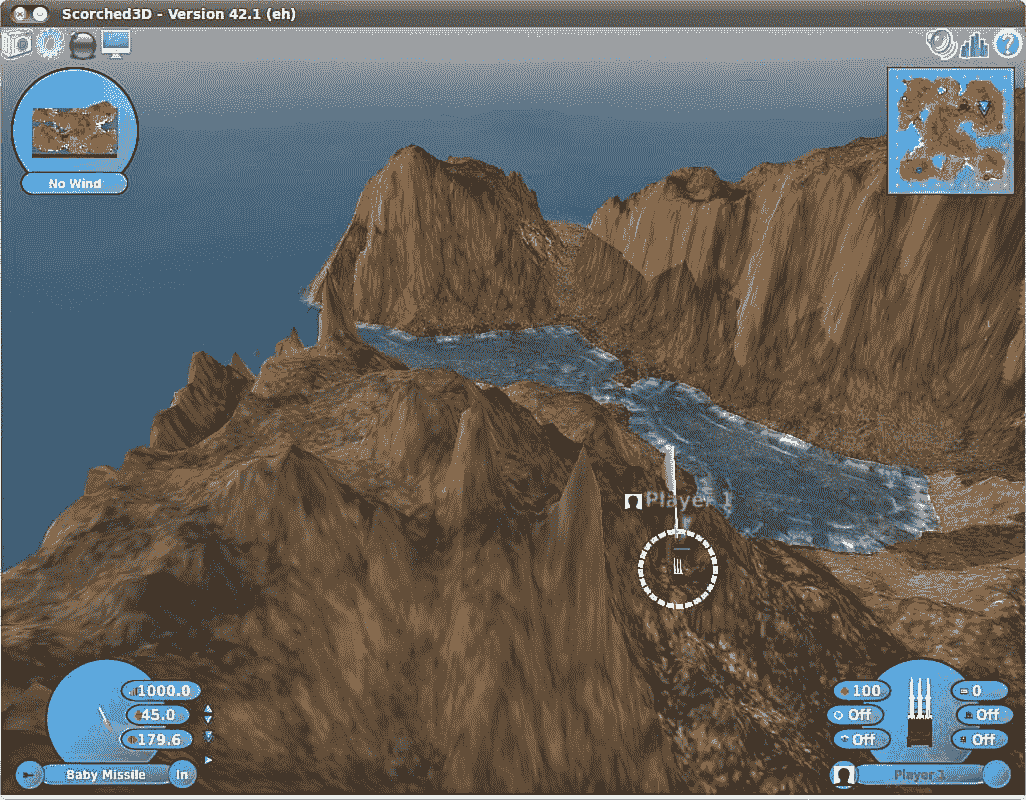 Scorched3D - Version 42.1 (eh)
?
No Wind
Player 1
1000.0
45.0
179.6
Baby Missile
In
100
0
Off
Off
Off
Off
Player 1